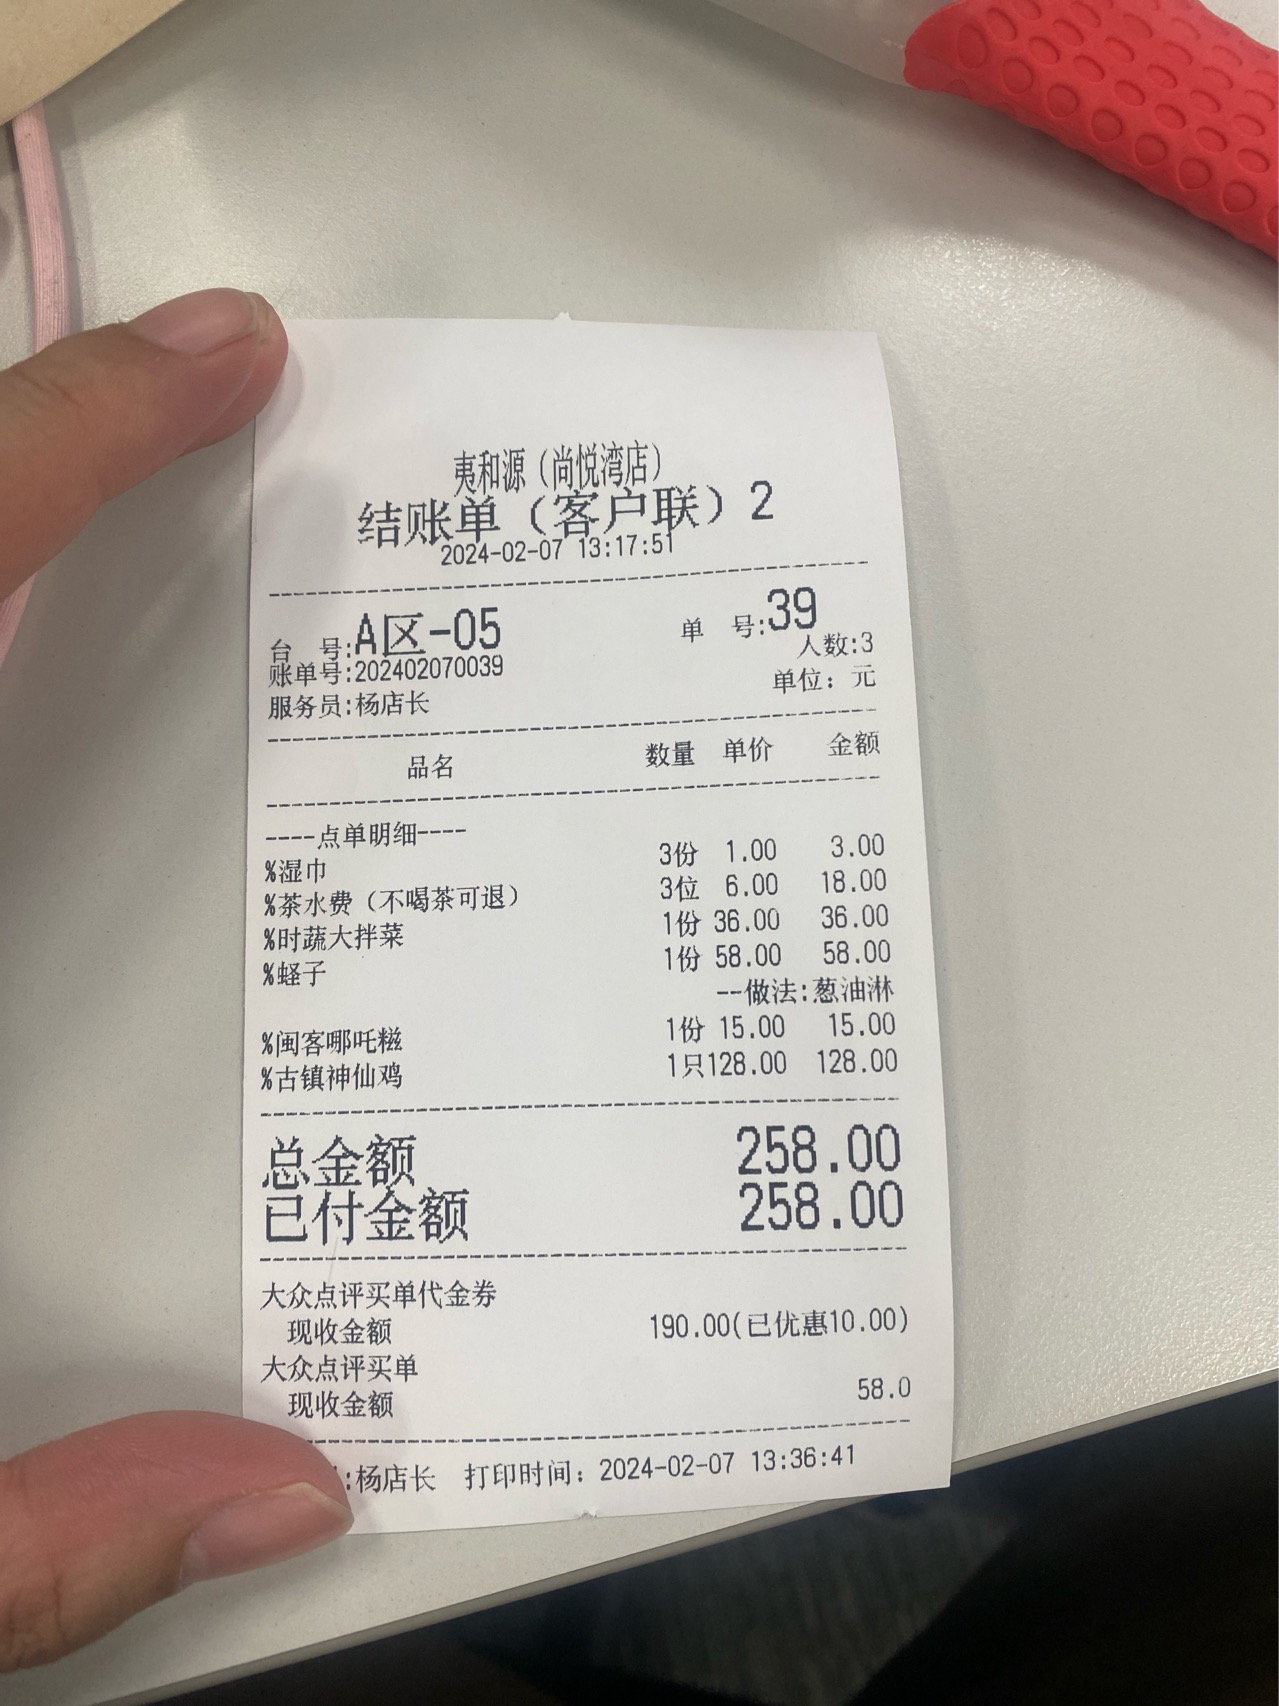 夷和源（尚悦湾店）
结账单（客户联）2
2024-02-07 13:17:51
台 号:A区-05 单 号:39
人数:3
账单号:202402070039
单位：元
服务员:杨店长
品名 数量 单价 金额
----点单明细----
%湿巾 3份 1.00 3.00
%茶水费（不喝茶可退） 3位 6.00 18.00
%时蔬大拌菜 1份 36.00 36.00
%蛏子 1份 58.00 58.00
--做法:葱油淋
%闽客哪吒糍 1份 15.00 15.00
%古镇神仙鸡 1只128.00 128.00
总金额 258.00
已付金额 258.00
大众点评买单代金券
现收金额 190.00(已优惠10.00)
大众点评买单
现收金额 58.0
:杨店长 打印时间：2024-02-07 13:36:41